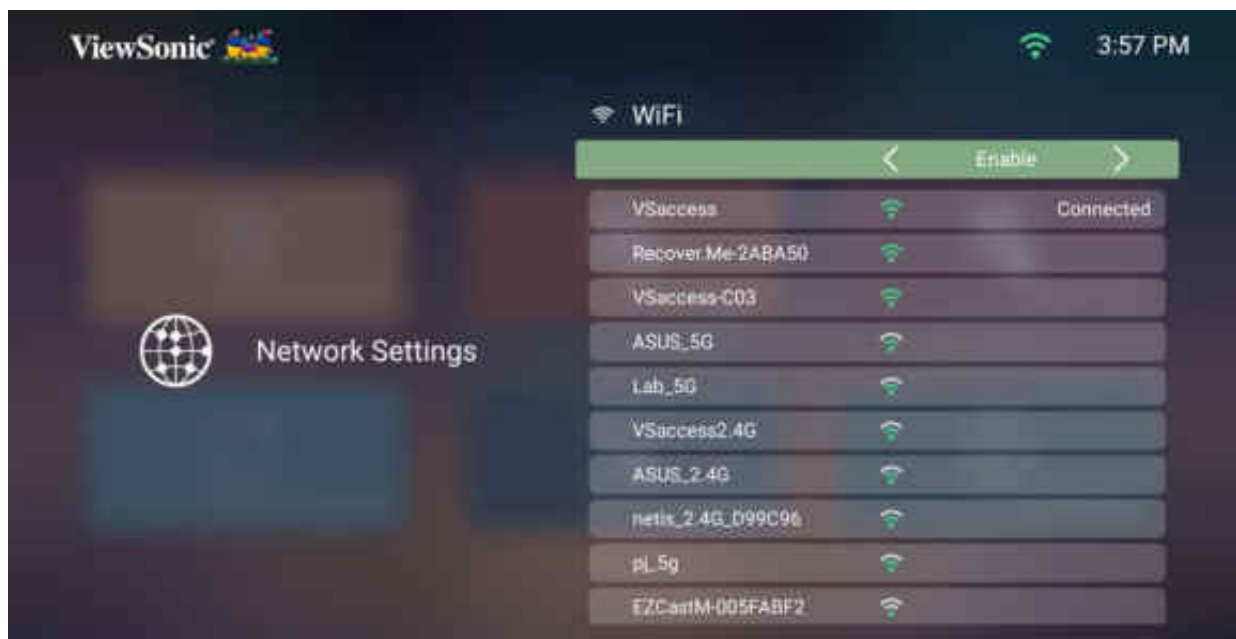 ViewSonic
3:57 PM
WiFi
Enable
VSaccess Connected
Recover.Me-2ABA50
VSaccess-C03
ASUS_5G
Network Settings
Lab_5G
VSaccess2.4G
ASUS_2.4G
netis_2.4G_D99C96
pj_5g
EZCastM-005FABF2